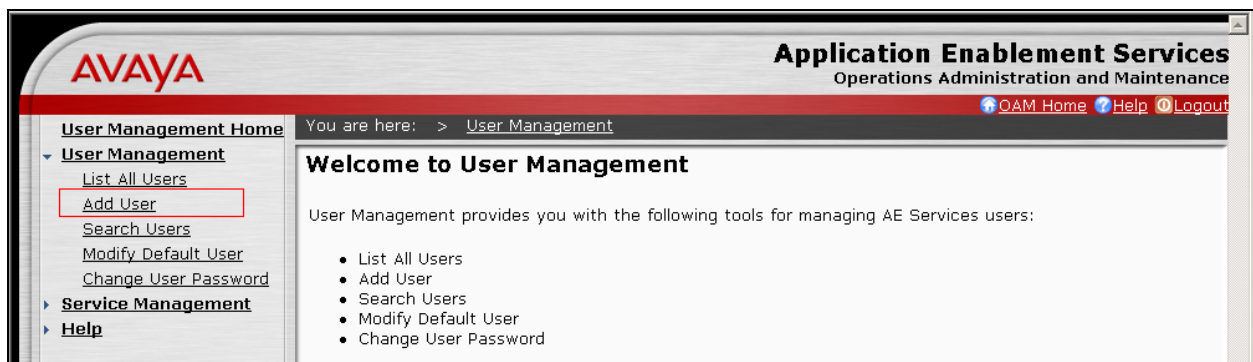 AVAYA
Application Enablement Services
Operations Administration and Maintenance
OAM Home Help Logout
User Management Home
User Management
List All Users
Add User
Search Users
Modify Default User
Change User Password
Service Management
Help
You are here: > User Management
Welcome to User Management
User Management provides you with the following tools for managing AE Services users:
• List All Users
• Add User
• Search Users
• Modify Default User
• Change User Password